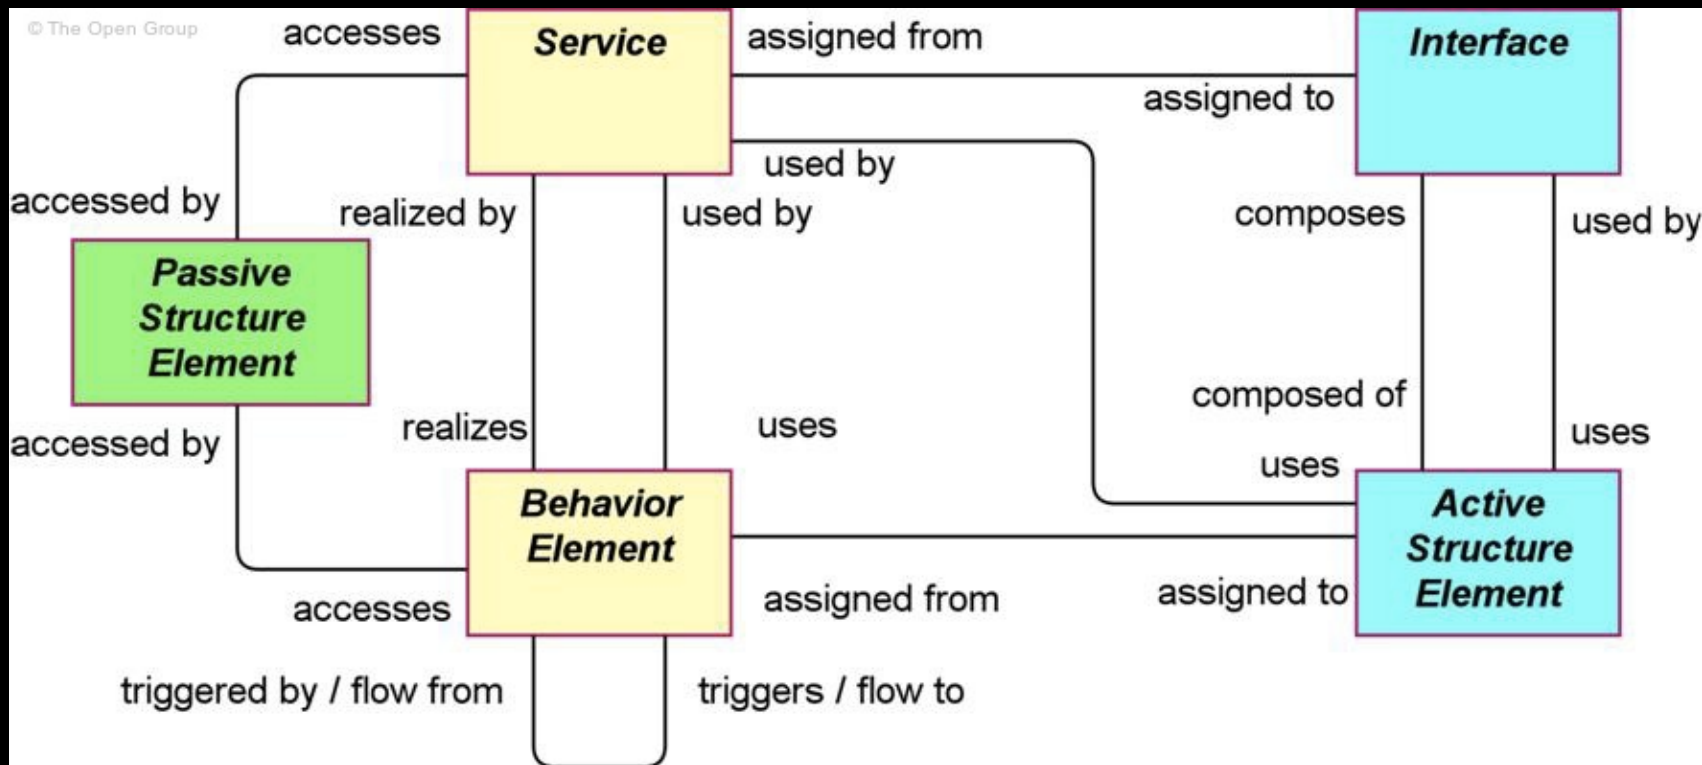 © The Open Group
accesses
Service
assigned from
Interface
assigned to
used by
accessed by
realized by
used by
composes
used by
Passive
Structure
Element
composed of
accessed by
realizes
uses
uses
uses
Behavior
Element
Active
Structure
Element
accesses
assigned from
assigned to
triggered by / flow from
triggers / flow to